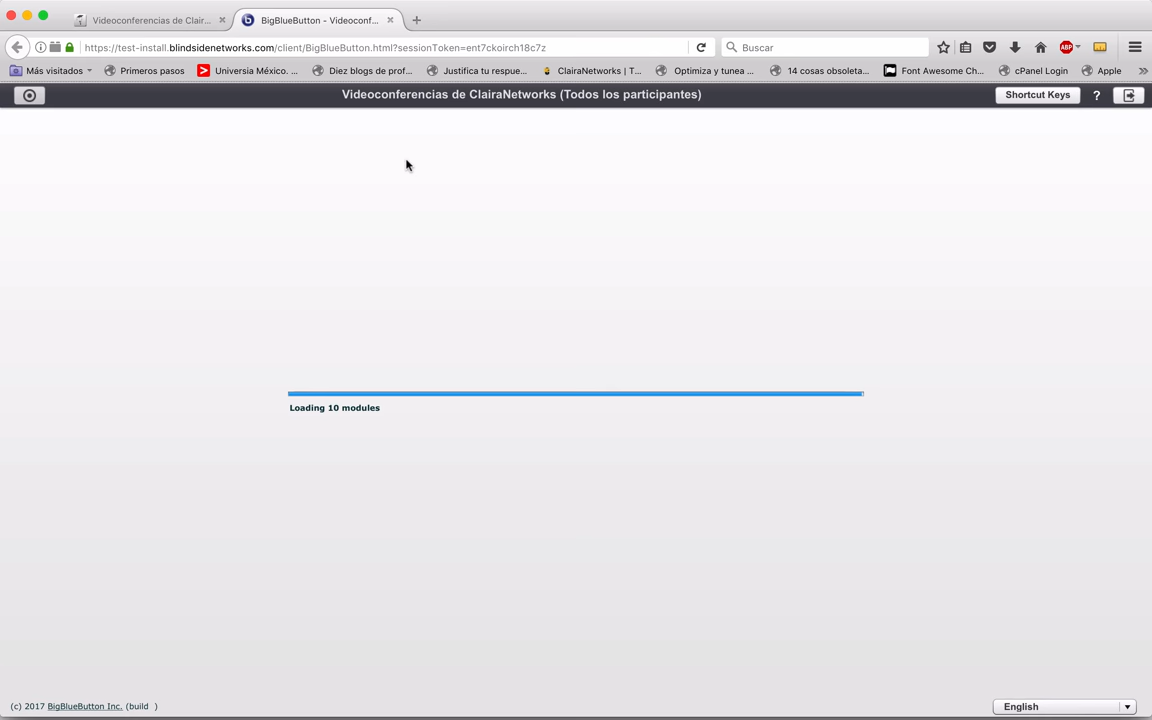 Videoconferencias de Clair...
BigBlueButton - Videoconf...
https://test-install.blindsidenetworks.com/client/BigBlueButton.html?sessionToken=ent7ckoirch18c7z
Buscar
ABP
Más visitados
Primeros pasos
Universia México. ...
Diez blogs de prof...
Justifica tu respue...
ClairaNetworks | T...
Optimiza y tunea ...
14 cosas obsoleta...
Font Awesome Ch...
cPanel Login
Apple
Videoconferencias de ClairaNetworks (Todos los participantes)
Shortcut Keys
?
Loading 10 modules
(c) 2017 BigBlueButton Inc. (build )
English